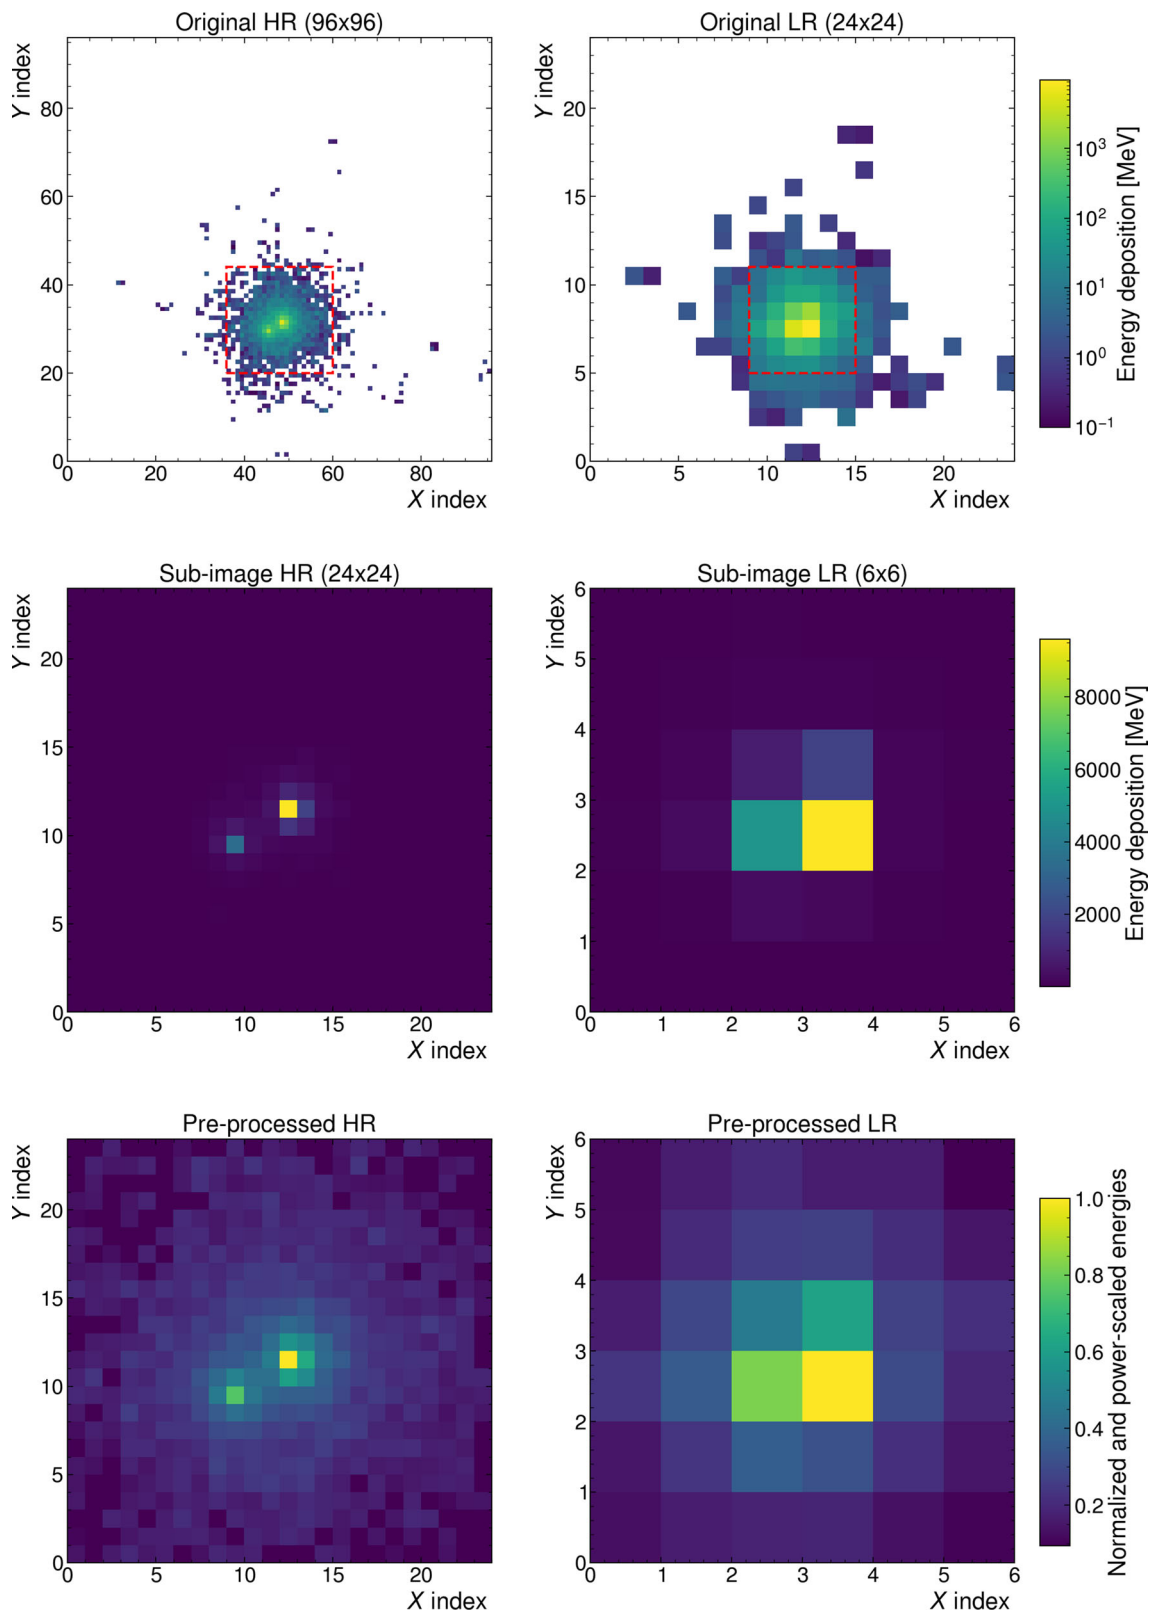 Original HR (96x96)
Y index
80
60
40
20
0
0 20 40 60 80
X index
Original LR (24x24)
Y index
20
15
10
5
0
0 5 10 15 20
X index
10³
10²
10¹
10⁰
10⁻¹
Energy deposition [MeV]
Sub-image HR (24x24)
Y index
20
15
10
5
0
0 5 10 15 20
X index
Sub-image LR (6x6)
Y index
6
5
4
3
2
1
0
0 1 2 3 4 5 6
X index
8000
6000
4000
2000
Energy deposition [MeV]
Pre-processed HR
Y index
20
15
10
5
0
0 5 10 15 20
X index
Pre-processed LR
Y index
6
5
4
3
2
1
0
0 1 2 3 4 5 6
X index
1.0
0.8
0.6
0.4
0.2
Normalized and power-scaled energies